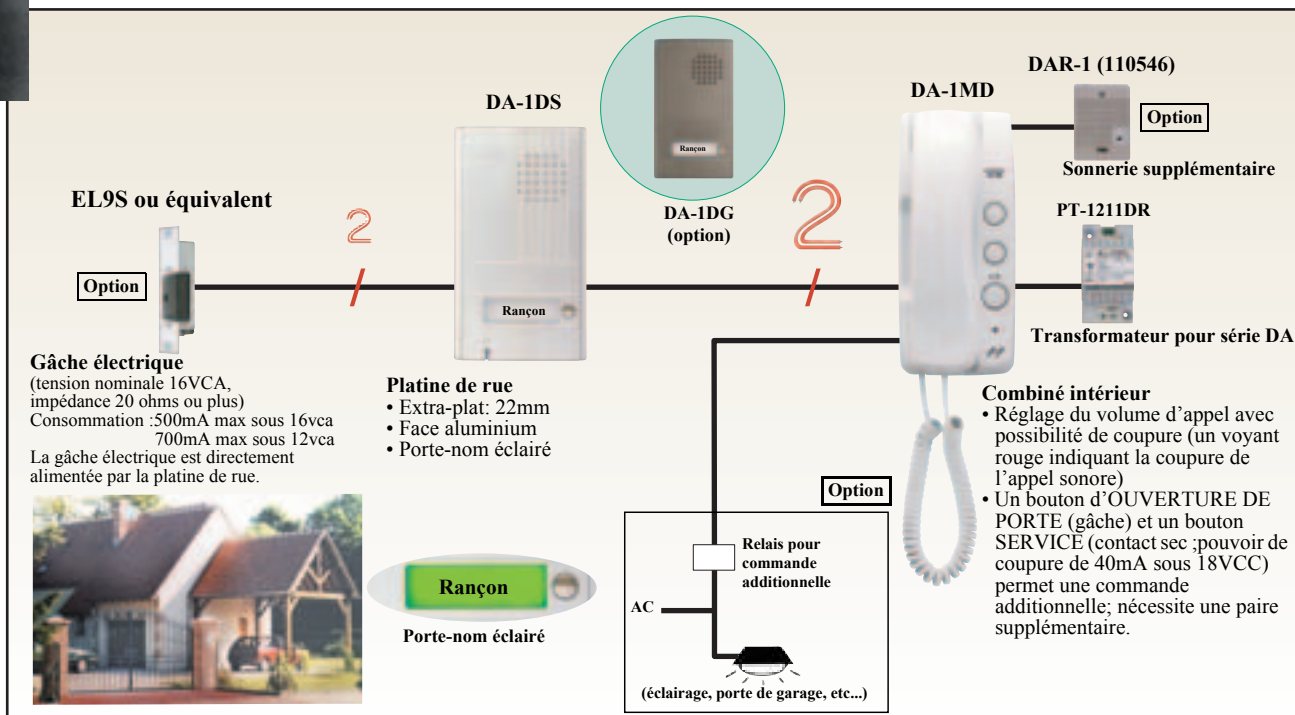 DAR-1 (110546)
DA-1MD
Option
Sonnerie supplémentaire
DA-1DS
Rançon
DA-1DG
(option)
EL9S ou équivalent
2
2
PT-1211DR
Option
Rançon
Transformateur pour série DA
Gâche électrique
(tension nominale 16VCA,
impédance 20 ohms ou plus)
Consommation :500mA max sous 16vca
700mA max sous 12vca
La gâche électrique est directement
alimentée par la platine de rue.
Platine de rue
• Extra-plat: 22mm
• Face aluminium
• Porte-nom éclairé
Combiné intérieur
• Réglage du volume d’appel avec
possibilité de coupure (un voyant
rouge indiquant la coupure de
l’appel sonore)
• Un bouton d’OUVERTURE DE
PORTE (gâche) et un bouton
SERVICE (contact sec ;pouvoir de
coupure de 40mA sous 18VCC)
permet une commande
additionnelle; nécessite une paire
supplémentaire.
Rançon
Porte-nom éclairé
Option
Relais pour
commande
additionnelle
AC
(éclairage, porte de garage, etc...)